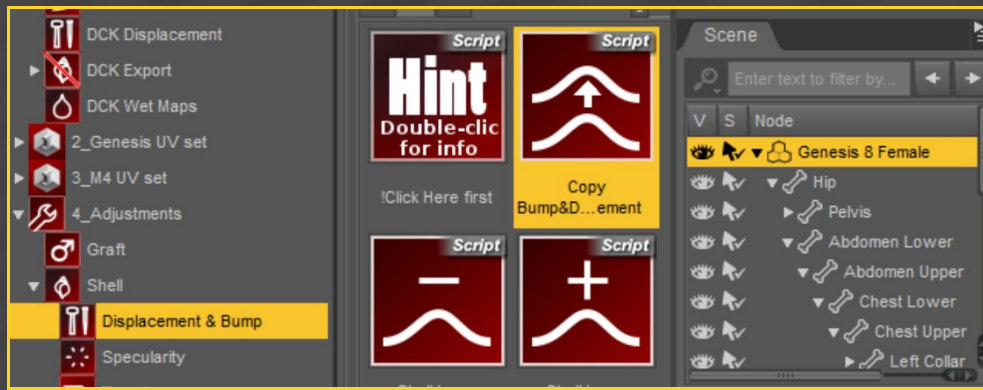 DCK Displacement
DCK Export
DCK Wet Maps
2_Genesis UV set
3_M4 UV set
4_Adjustments
Graft
Shell
Displacement & Bump
Specularity
Script
Hint
Double-clic
for info
!Click Here first
Script
Copy
Bump&D...ement
Script
Script
Scene
Enter text to filter by...
V S Node
Genesis 8 Female
Hip
Pelvis
Abdomen Lower
Abdomen Upper
Chest Lower
Chest Upper
Left Collar